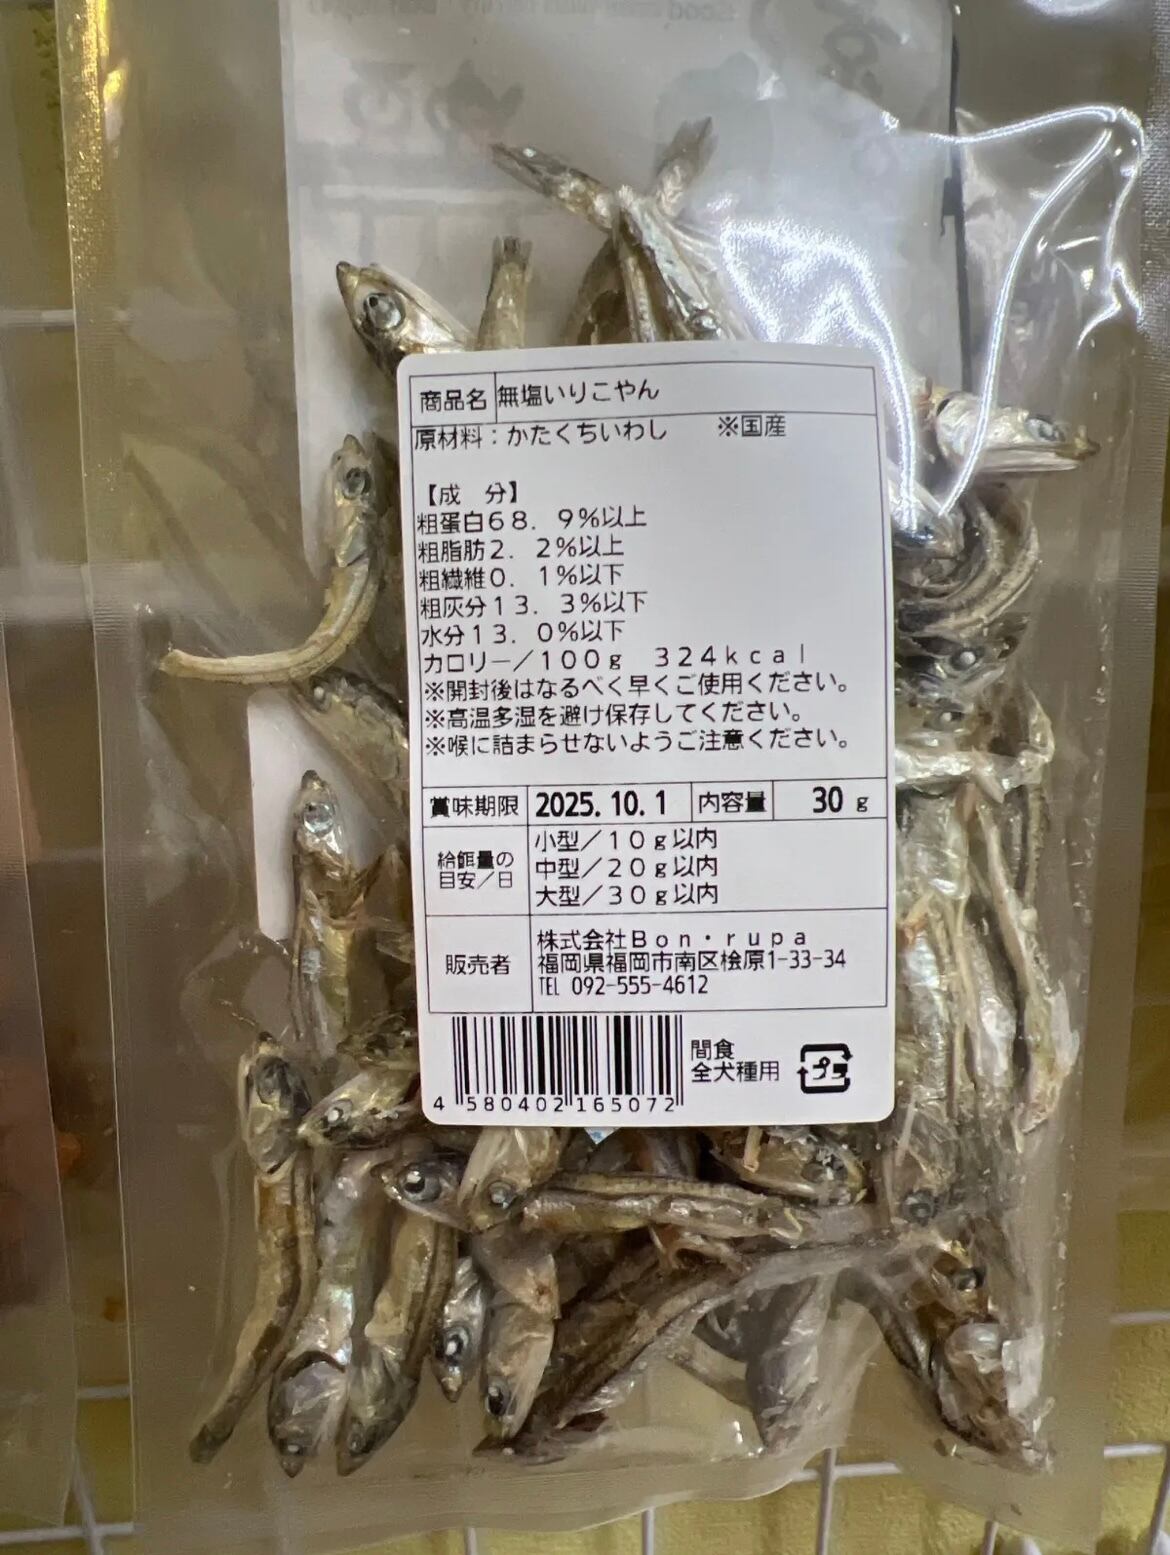 商品名 無塩いりこやん
原材料：かたくちいわし ※国産
【成 分】
粗蛋白68．9％以上
粗脂肪2．2％以上
粗繊維0．1％以下
粗灰分13．3％以下
水分13．0％以下
カロリー／100g 324kcal
※開封後はなるべく早くご使用ください。
※高温多湿を避け保存してください。
※喉に詰まらせないようご注意ください。
賞味期限 2025.10.1 内容量 30 g
給餌量の
目安／日
小型／10g以内
中型／20g以内
大型／30g以内
販売者
株式会社Bon・rupa
福岡県福岡市南区桧原1-33-34
TEL 092-555-4612
間食
全犬種用
プラ
4 580402 165072